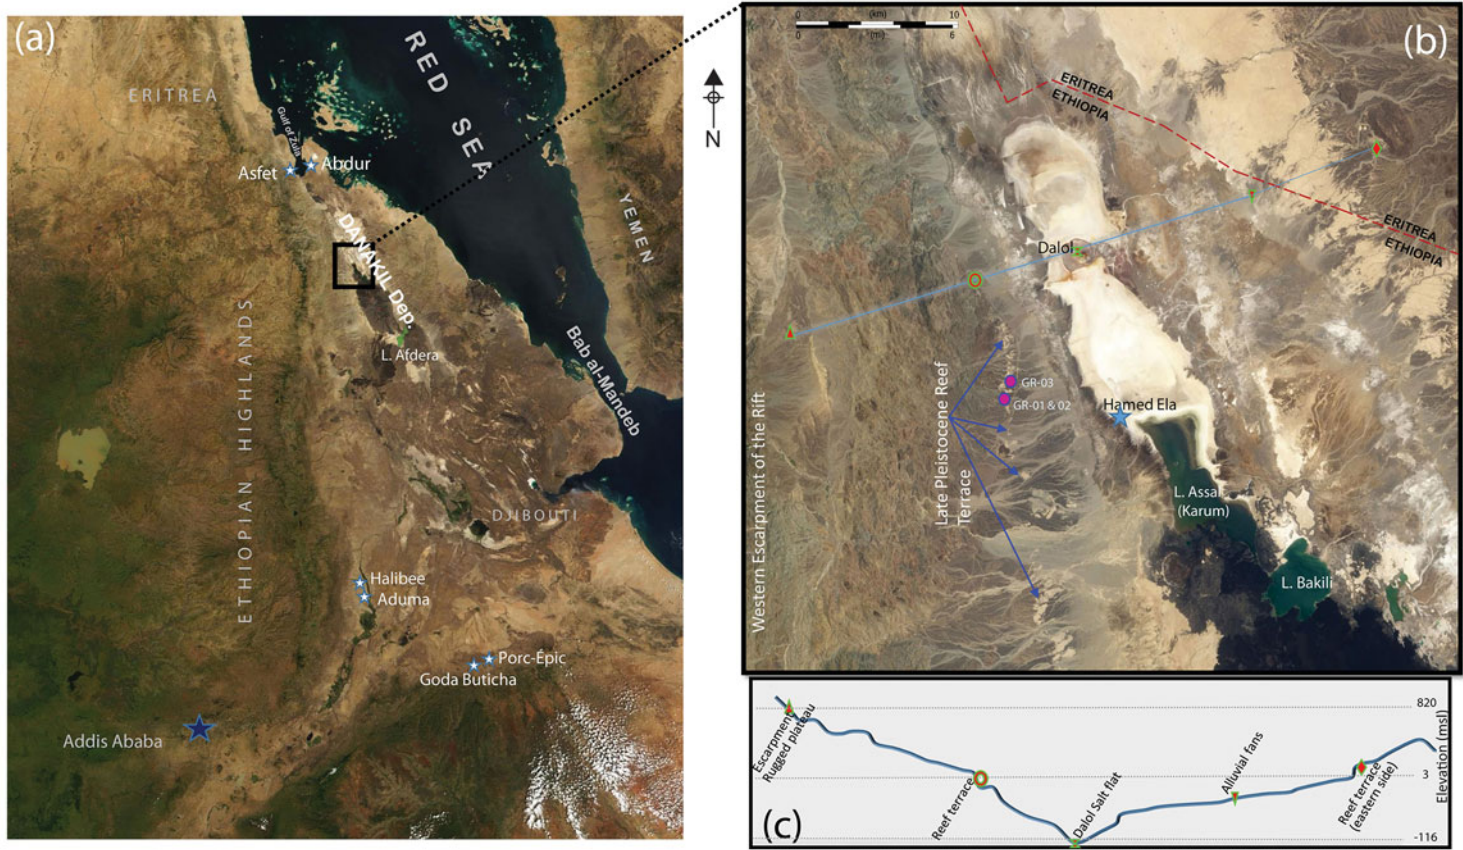 (a)
ERITREA
RED SEA
Gulf of Zula
Asfet
Abdur
YEMEN
DANAKIL Dep.
L. Afdera
Bab al-Mandeb
ETHIOPIAN HIGHLANDS
DJIBOUTI
Halibee
Aduma
Porc-Épic
Goda Buticha
Addis Ababa
N
(b)
0 (km) 10
0 (m) 6
ERITREA
ETHIOPIA
ERITREA
ETHIOPIA
Dalol
GR-03
GR-01 & 02
Hamed Ela
Late Pleistocene Reef
Terrace
Western Escarpment of the Rift
L. Assal
(Karum)
L. Bakili
(c)
Escarpment
Rugged plateau
Reef terrace
Dalol Salt flat
Alluvial fans
Reef terrace
(eastern side)
820
3
-116
Elevation (msl)